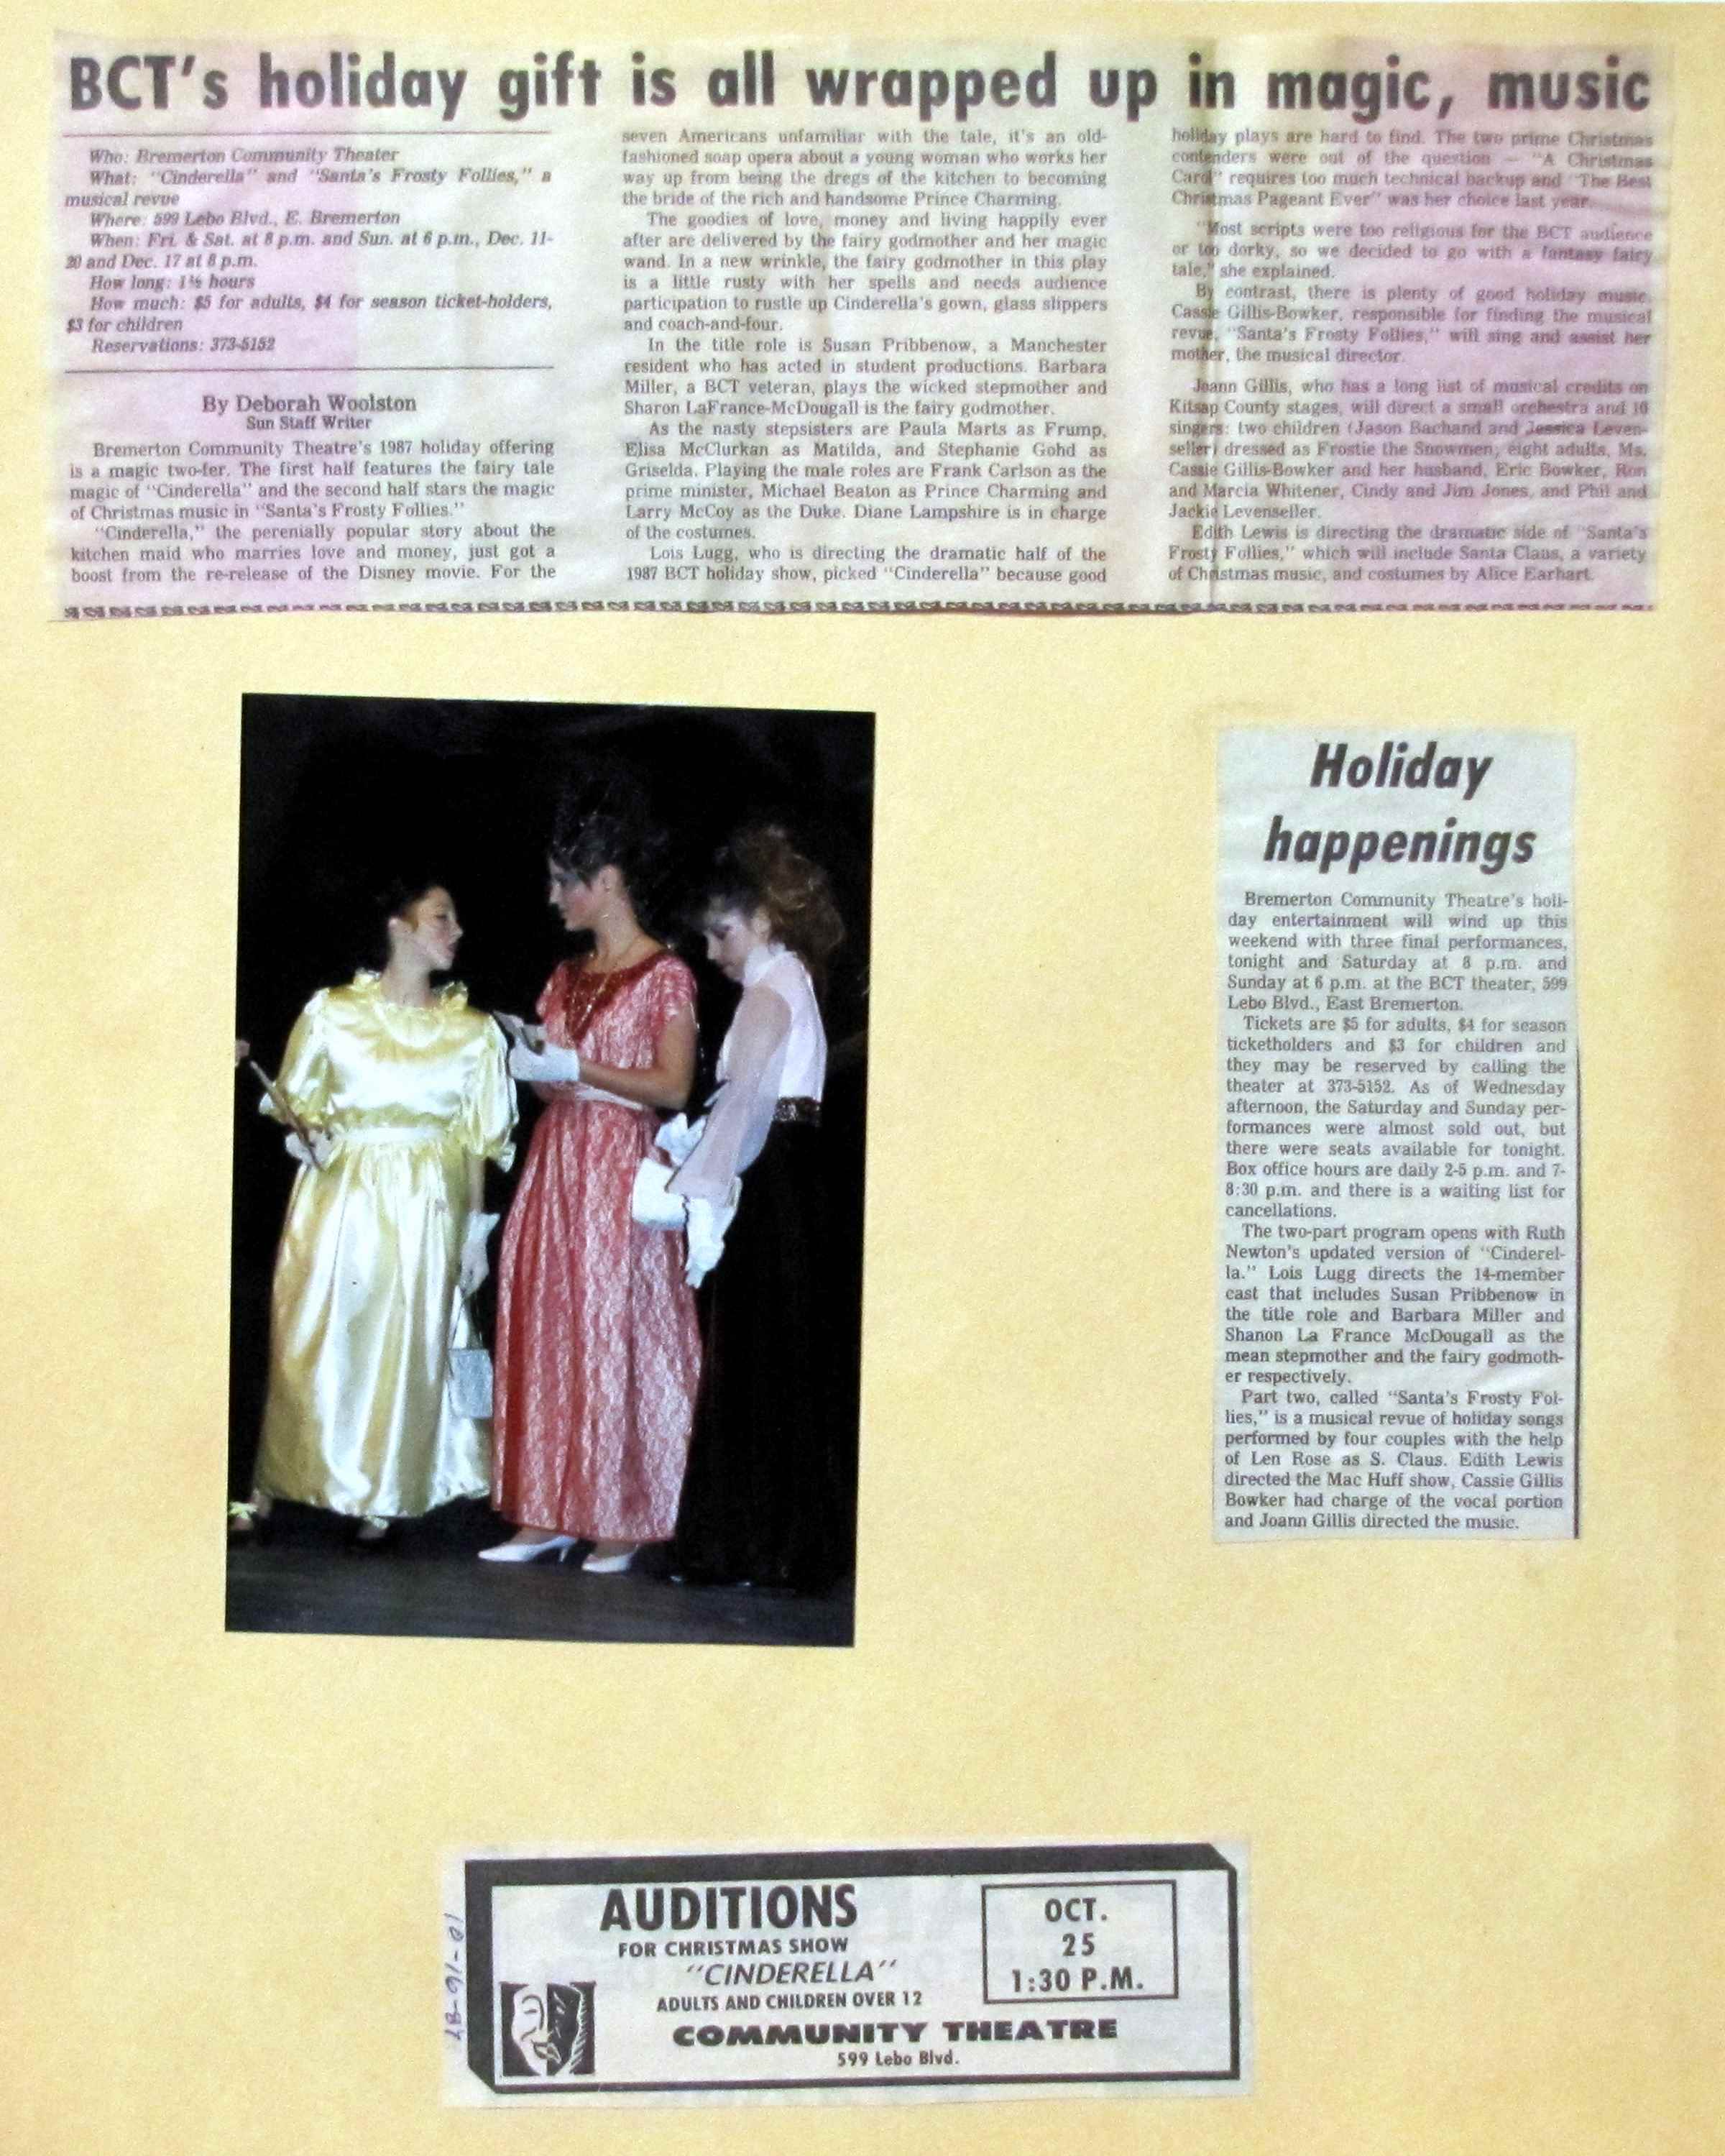 BCT's holiday gift is all wrapped up in magic, music
Who: Bremerton Community Theater
What: "Cinderella" and "Santa's Frosty Follies," a
musical revue
Where: 599 Lebo Blvd., E. Bremerton
When: Fri. & Sat. at 8 p.m. and Sun. at 6 p.m., Dec. 11-
20 and Dec. 17 at 8 p.m.
How long: 1½ hours
How much: $5 for adults, $4 for season ticket-holders,
$3 for children
Reservations: 373-5152
By Deborah Woolston
Sun Staff Writer
Bremerton Community Theatre's 1987 holiday offering
is a magic two-fer. The first half features the fairy tale
magic of "Cinderella" and the second half stars the magic
of Christmas music in "Santa's Frosty Follies."
"Cinderella," the perenially popular story about the
kitchen maid who marries love and money, just got a
boost from the re-release of the Disney movie. For the
seven Americans unfamiliar with the tale, it's an old-
fashioned soap opera about a young woman who works her
way up from being the dregs of the kitchen to becoming
the bride of the rich and handsome Prince Charming.
The goodies of love, money and living happily ever
after are delivered by the fairy godmother and her magic
wand. In a new wrinkle, the fairy godmother in this play
is a little rusty with her spells and needs audience
participation to rustle up Cinderella's gown, glass slippers
and coach-and-four.
In the title role is Susan Pribbenow, a Manchester
resident who has acted in student productions. Barbara
Miller, a BCT veteran, plays the wicked stepmother and
Sharon LaFrance-McDougall is the fairy godmother.
As the nasty stepsisters are Paula Marts as Frump,
Elisa McClurkan as Matilda, and Stephanie Gohd as
Griselda. Playing the male roles are Frank Carlson as the
prime minister, Michael Beaton as Prince Charming and
Larry McCoy as the Duke. Diane Lampshire is in charge
of the costumes.
Lois Lugg, who is directing the dramatic half of the
1987 BCT holiday show, picked "Cinderella" because good
holiday plays are hard to find. The two prime Christmas
contenders were out of the question — "A Christmas
Carol" requires too much technical backup and "The Best
Christmas Pageant Ever" was her choice last year.
"Most scripts were too religious for the BCT audience
or too dorky, so we decided to go with a fantasy fairy
tale," she explained.
By contrast, there is plenty of good holiday music.
Cassie Gillis-Bowker, responsible for finding the musical
revue, "Santa's Frosty Follies," will sing and assist her
mother, the musical director.
Joann Gillis, who has a long list of musical credits on
Kitsap County stages, will direct a small orchestra and 10
singers: two children (Jason Bachand and Jessica Leven-
seller) dressed as Frostie the Snowmen, eight adults, Ms.
Cassie Gillis-Bowker and her husband, Eric Bowker, Ron
and Marcia Whitener, Cindy and Jim Jones, and Phil and
Jackie Levenseller.
Edith Lewis is directing the dramatic side of "Santa's
Frosty Follies," which will include Santa Claus, a variety
of Christmas music, and costumes by Alice Earhart.
Holiday
happenings
Bremerton Community Theatre's holi-
day entertainment will wind up this
weekend with three final performances,
tonight and Saturday at 8 p.m. and
Sunday at 6 p.m. at the BCT theater, 599
Lebo Blvd., East Bremerton.
Tickets are $5 for adults, $4 for season
ticketholders and $3 for children and
they may be reserved by calling the
theater at 373-5152. As of Wednesday
afternoon, the Saturday and Sunday per-
formances were almost sold out, but
there were seats available for tonight.
Box office hours are daily 2-5 p.m. and 7-
8:30 p.m. and there is a waiting list for
cancellations.
The two-part program opens with Ruth
Newton's updated version of "Cinderel-
la." Lois Lugg directs the 14-member
cast that includes Susan Pribbenow in
the title role and Barbara Miller and
Shanon La France McDougall as the
mean stepmother and the fairy godmoth-
er respectively.
Part two, called "Santa's Frosty Fol-
lies," is a musical revue of holiday songs
performed by four couples with the help
of Len Rose as S. Claus. Edith Lewis
directed the Mac Huff show, Cassie Gillis
Bowker had charge of the vocal portion
and Joann Gillis directed the music.
10-16-87
AUDITIONS
FOR CHRISTMAS SHOW
"CINDERELLA"
ADULTS AND CHILDREN OVER 12
COMMUNITY THEATRE
599 Lebo Blvd.
OCT.
25
1:30 P.M.